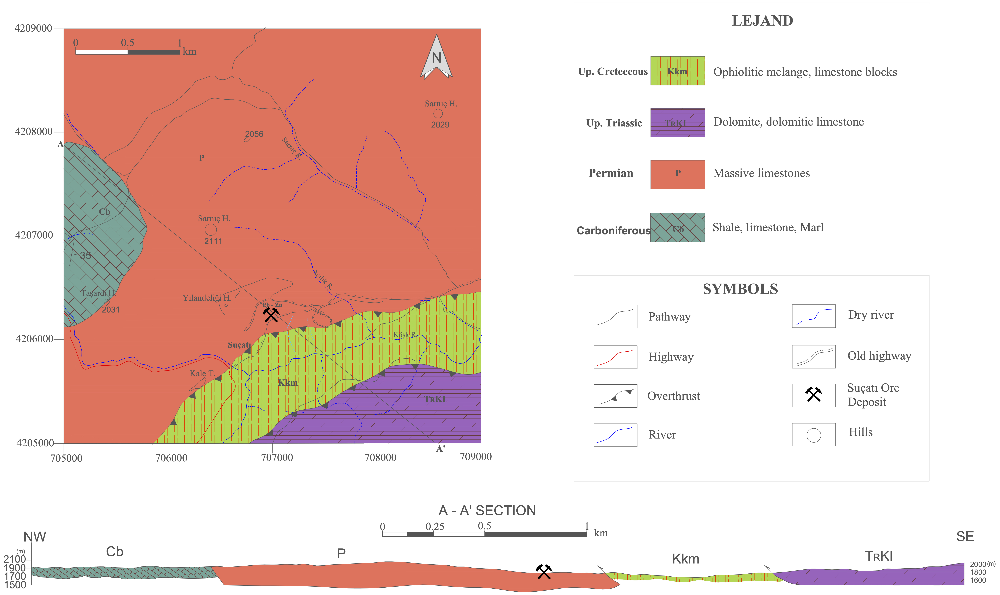 4209000
0 0.5 1
km
N
Sarnıç H.
2029
4208000
2056
A
Sarnıç R.
P
Cb
Sarnıç H.
2111
4207000
35
Aşılık R.
Taşardi H.
2031
Yılandeliği H.
Pb - Zn
4206000
Köşk R.
Suçatı
Kale T.
Kkm
TRKI
4205000
A'
705000 706000 707000 708000 709000
LEJAND
Up. Creteceous Kkm Ophiolitic melange, limestone blocks
Up. Triassic TRKI Dolomite, dolomitic limestone
Permian P Massive limestones
Carboniferous Cb Shale, limestone, Marl
SYMBOLS
Pathway
Dry river
Highway
Old highway
Overthrust
Suçatı Ore
Deposit
River
Hills
A - A' SECTION
0 0.25 0.5 1
km
NW
SE
Cb
P
Kkm
TRKI
(m)
2100
1900
1700
1500
2000 (m)
1800
1600